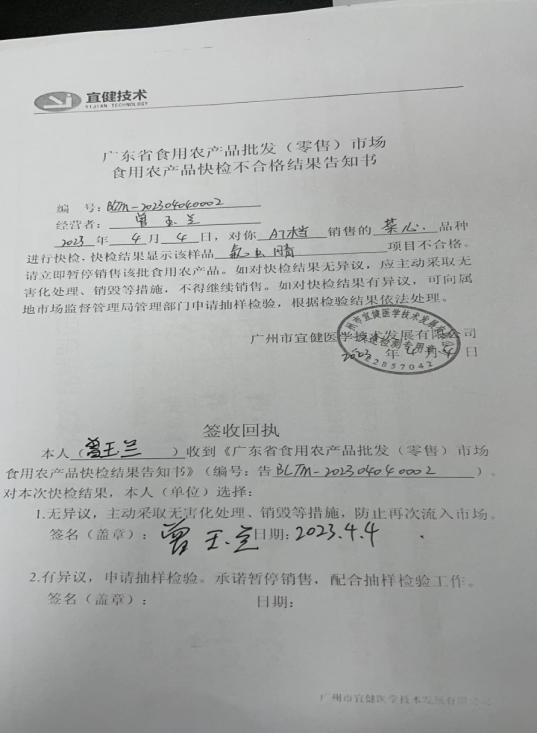 宜健技术
YIJIAN TECHNOLOGY
广东省食用农产品批发（零售）市场
食用农产品快检不合格结果告知书
编 号：BLTM-202304040002
经营者：曾玉兰
2023 年 4 月 4 日，对你 A7档 销售的 菜心 品种
进行快检，快检结果显示该样品 氟虫腈 项目不合格。
请立即暂停销售该批食用农产品。如对快检结果无异议，应主动采取无
害化处理、销毁等措施，不得继续销售。如对快检结果有异议，可向属
地市场监督管理局管理部门申请抽样检验，根据检验结果依法处理。
广州市宜健医学技术发展有限公司
2023 年 月 日
签收回执
本人（曾玉兰）收到《广东省食用农产品批发（零售）市场
食用农产品快检结果告知书》（编号：告BLTM-202304040002）。
对本次快检结果，本人（单位）选择：
1.无异议，主动采取无害化处理、销毁等措施，防止再次流入市场。
签名（盖章）：曾玉兰 日期：2023.4.4
2.有异议，申请抽样检验。承诺暂停销售，配合抽样检验工作。
签名（盖章）： 日期：
广州市宜健医学技术发展有限公司